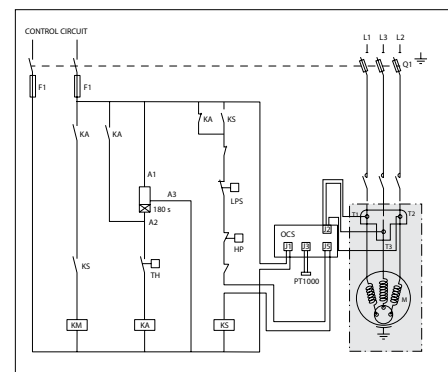 CONTROL CIRCUIT
L1 L3 L2
Q1
F1 F1
KA KA KA KS
A1
A3
180 s
A2
LPS
T1 T2
J2
OCS
T3
HP
J1 J3 J5
KS TH
PT1000
M
KM KA KS